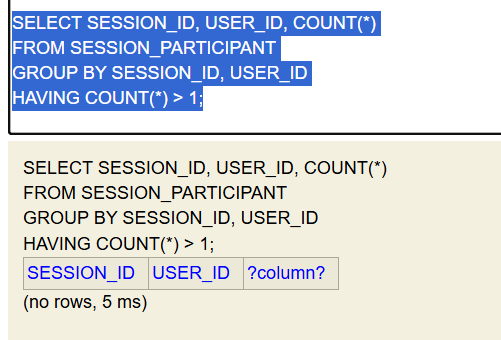 SELECT SESSION_ID, USER_ID, COUNT(*)
FROM SESSION_PARTICIPANT
GROUP BY SESSION_ID, USER_ID
HAVING COUNT(*) > 1;
SELECT SESSION_ID, USER_ID, COUNT(*)
FROM SESSION_PARTICIPANT
GROUP BY SESSION_ID, USER_ID
HAVING COUNT(*) > 1;
SESSION_ID USER_ID ?column?
(no rows, 5 ms)